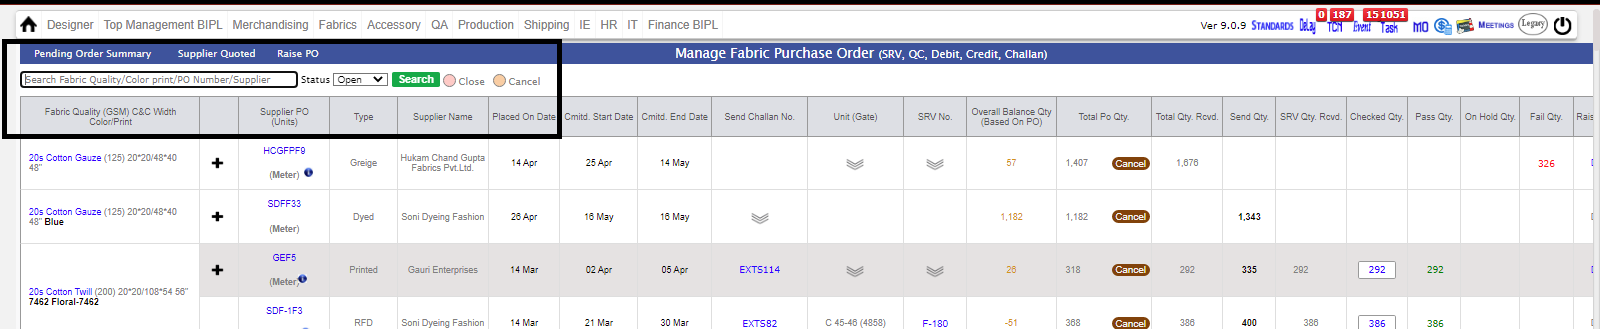 Designer Top Management BIPL Merchandising Fabrics Accessory QA Production Shipping IE HR IT Finance BIPL
Ver 9.0.9 STANDARDS Delay 0 TCN 187 Event Task 151051 MO MEETINGS Legacy
Pending Order Summary Supplier Quoted Raise PO Manage Fabric Purchase Order (SRV, QC, Debit, Credit, Challan)
Search Fabric Quality/Color print/PO Number/Supplier Status Open Search Close Cancel
Fabric Quality (GSM) C&C Width Color/Print
Supplier PO (Units)
Type
Supplier Name
Placed On Date
Cmitd. Start Date
Cmitd. End Date
Send Challan No.
Unit (Gate)
SRV No.
Overall Balance Qty (Based On PO)
Total Po Qty.
Total Qty. Rcvd.
Send Qty.
SRV Qty. Rcvd.
Checked Qty.
Pass Qty.
On Hold Qty.
Fail Qty.
Rais
20s Cotton Gauze (125) 20*20/48*40
48"
HCGFPF9
(Meter)
Greige
Hukam Chand Gupta
Fabrics Pvt.Ltd.
14 Apr 25 Apr 14 May 57 1,407 Cancel 1,676 326
20s Cotton Gauze (125) 20*20/48*40
48" Blue
SDFF33
(Meter)
Dyed Soni Dyeing Fashion 26 Apr 16 May 16 May 1,182 1,182 Cancel 1,343
20s Cotton Twill (200) 20*20/108*54 56"
7462 Floral-7462
GEF5
(Meter)
Printed Gauri Enterprises 14 Mar 02 Apr 05 Apr EXTS114 26 318 Cancel 292 335 292 292 292
SDF-1F3
RFD Soni Dyeing Fashion 14 Mar 21 Mar 30 Mar EXTS82 C 45-46 (4858) F-180 -51 368 Cancel 386 400 386 386 386